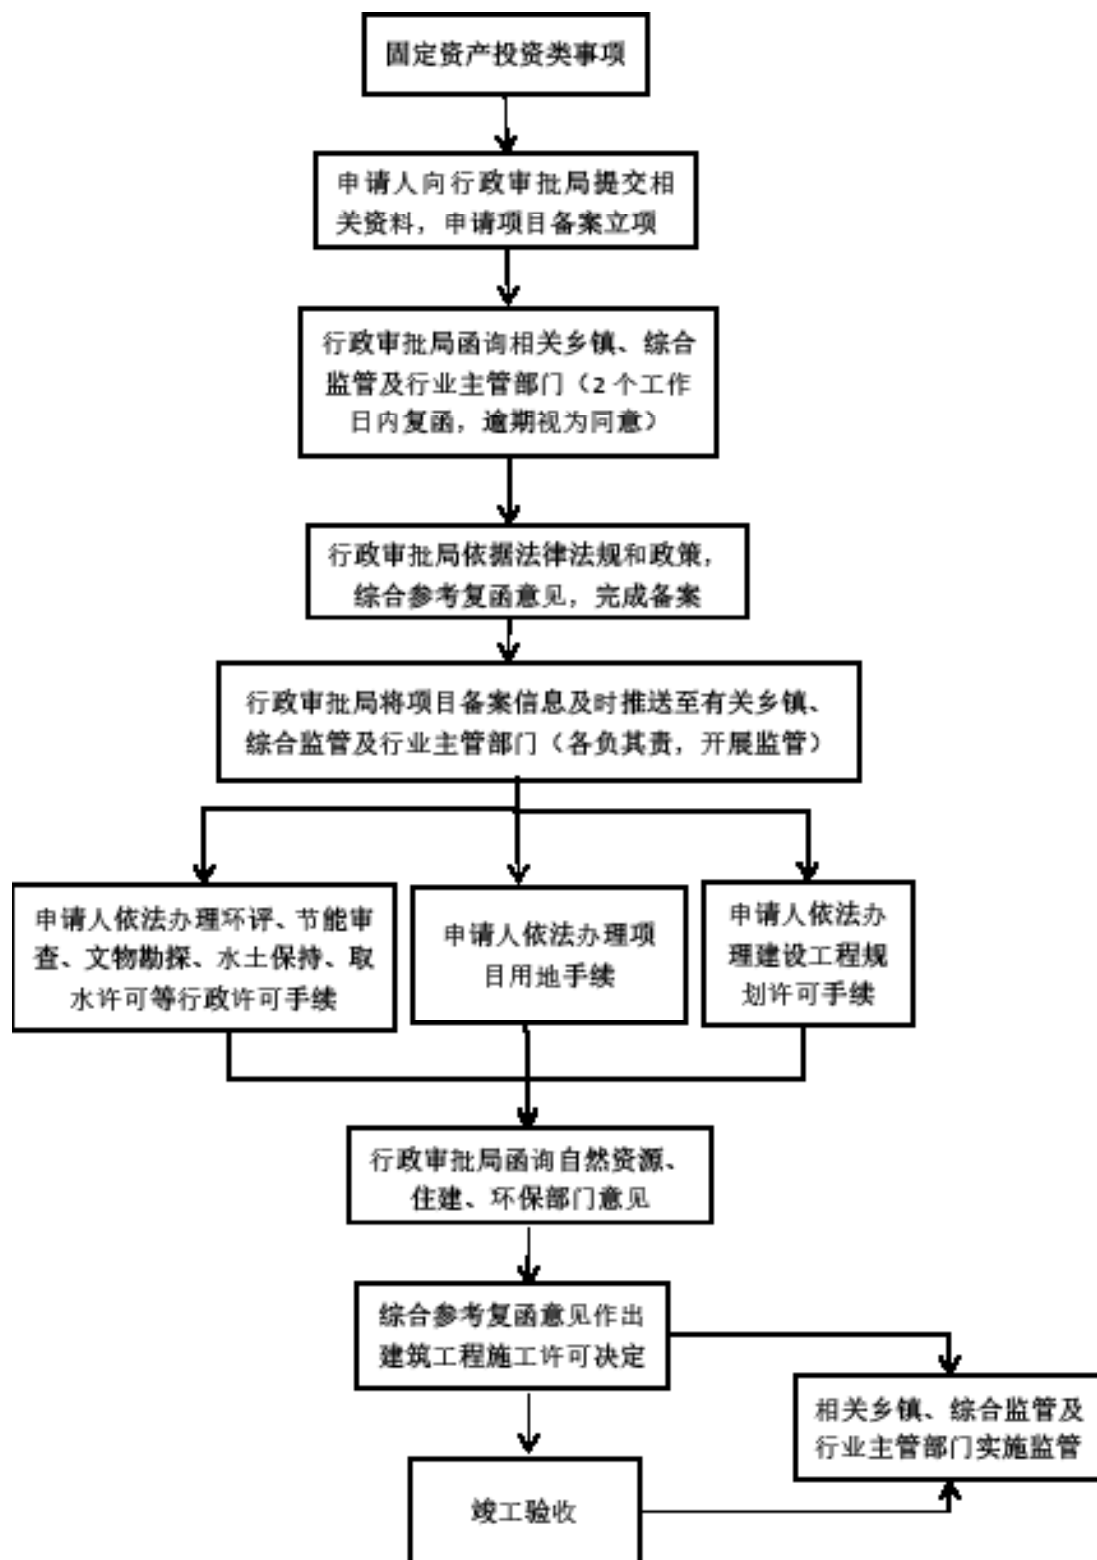 固定资产投资类事项
申请人向行政审批局提交相
关资料，申请项目备案立项
行政审批局函询相关乡镇、综合
监管及行业主管部门（2 个工作
日内复函，逾期视为同意）
行政审批局依据法律法规和政策，
综合参考复函意见，完成备案
行政审批局将项目备案信息及时推送至有关乡镇、
综合监管及行业主管部门（各负其责，开展监管）
申请人依法办理环评、节能审
查、文物勘探、水土保持、取
水许可等行政许可手续
申请人依法办理项
目用地手续
申请人依法办
理建设工程规
划许可手续
行政审批局函询自然资源、
住建、环保部门意见
综合参考复函意见作出
建筑工程施工许可决定
相关乡镇、综合监管及
行业主管部门实施监管
竣工验收